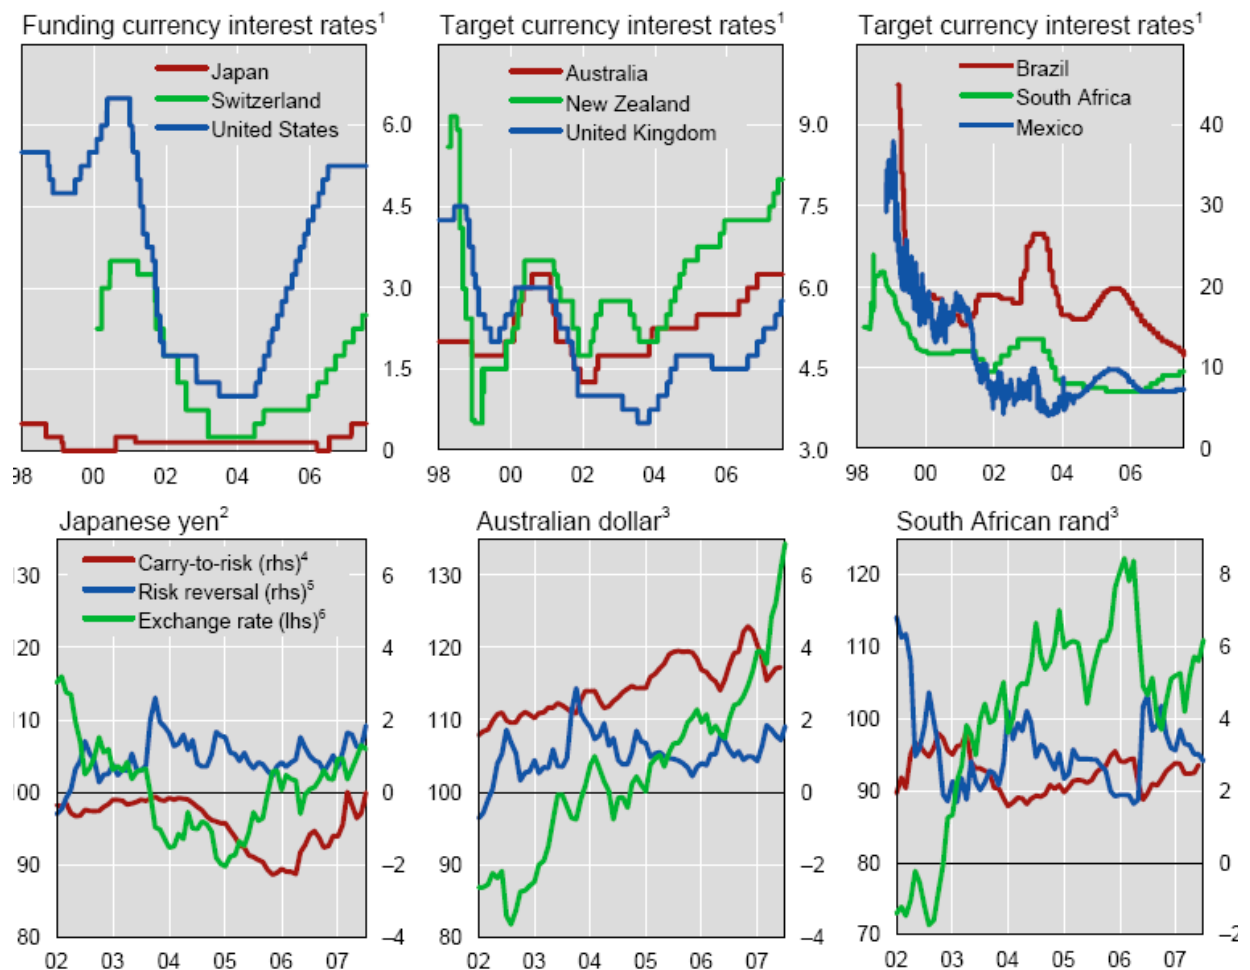 Funding currency interest rates1
Target currency interest rates1
Target currency interest rates1
Japan
Switzerland
United States
Australia
New Zealand
United Kingdom
Brazil
South Africa
Mexico
6.0
4.5
3.0
1.5
0
9.0
7.5
6.0
4.5
3.0
40
30
20
10
0
98 00 02 04 06
98 00 02 04 06
98 00 02 04 06
Japanese yen2
Australian dollar3
South African rand3
Carry-to-risk (rhs)4
Risk reversal (rhs)5
Exchange rate (lhs)6
30
20
10
00
90
80
6
4
2
0
–2
–4
130
120
110
100
90
80
6
4
2
0
–2
–4
120
110
100
90
80
70
8
6
4
2
0
–2
02 03 04 05 06 07
02 03 04 05 06 07
02 03 04 05 06 07